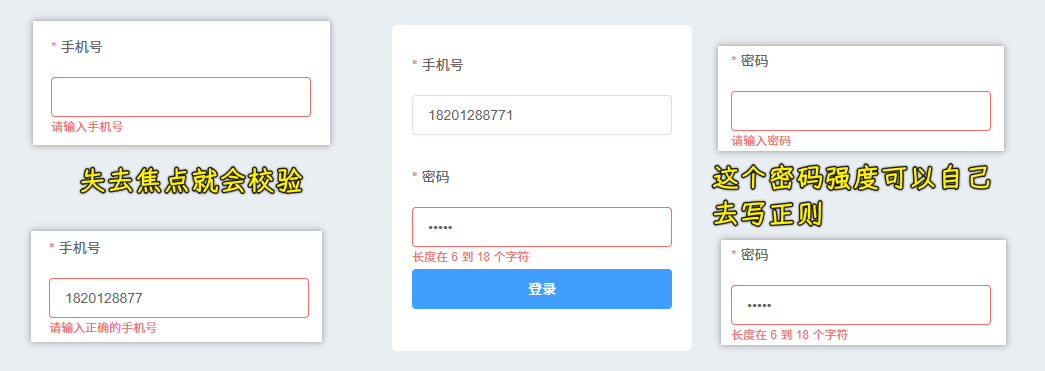 * 手机号
请输入手机号
失去焦点就会校验
* 手机号
1820128877
请输入正确的手机号
* 手机号
18201288771
* 密码
•••••
长度在 6 到 18 个字符
登录
* 密码
请输入密码
这个密码强度可以自己
去写正则
* 密码
•••••
长度在 6 到 18 个字符